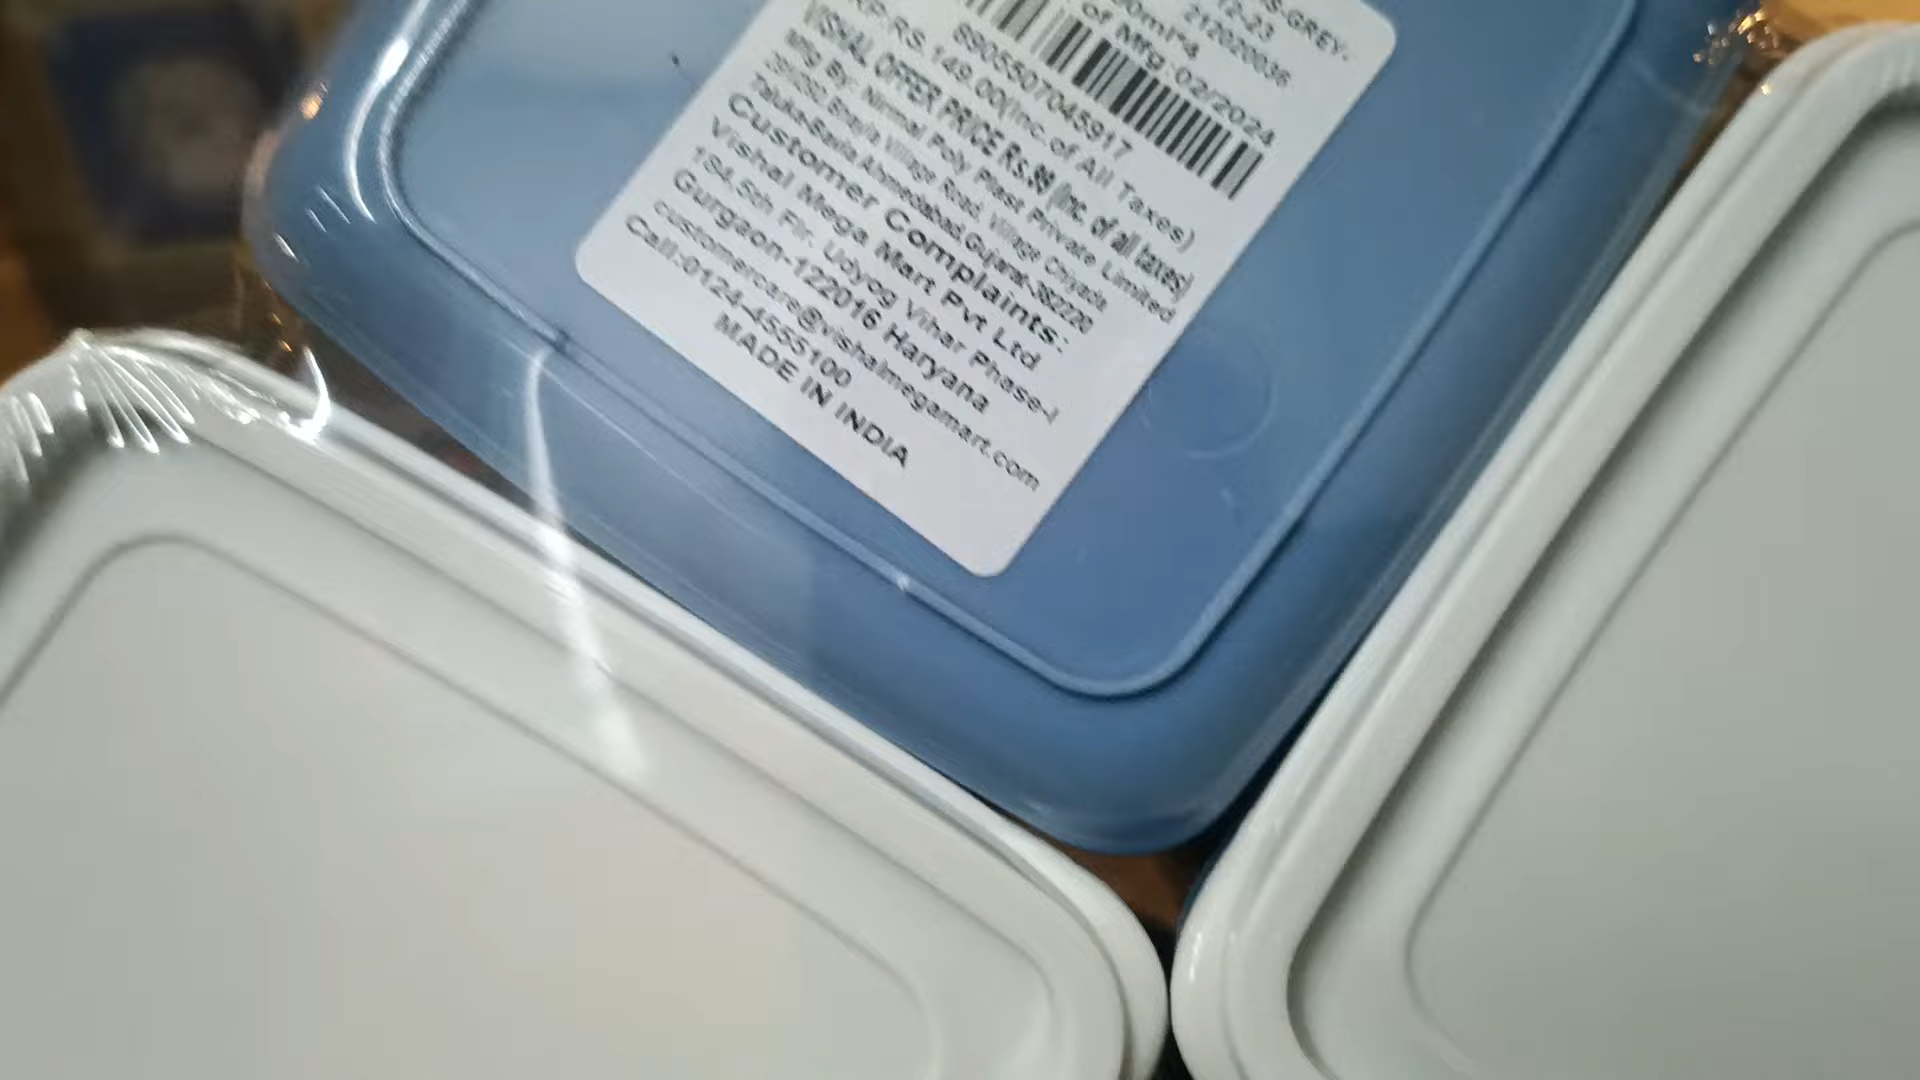 S-GREY-
12-23
212020036
0ml*4
of Mfg.:02/2024
8905507045917
RP-RS.149.00(Inc.of All Taxes)
VISHAL OFFER PRICE Rs.99 (Inc. of all taxes)
Mfg By: Nirmal Poly Plast Private Limited
Village Road, Village Chiyada
Ahmedabad,Gujarat-382220
Customer Complaints:
Vishal Mega Mart Pvt Ltd
184,5th Flr. Udyog Vihar Phase-I
Gurgaon-122016 Haryana
customercare@vishalmegamart.com
Call:0124-4555100
MADE IN INDIA